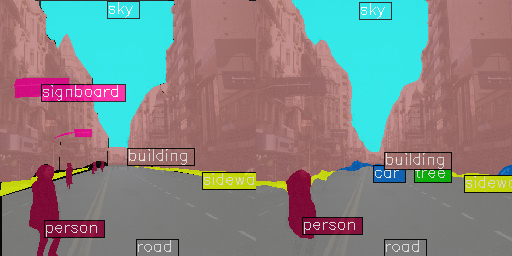 sky
signboard
building
sidewa
person
road
sky
building
car
tree
sidewa
person
road